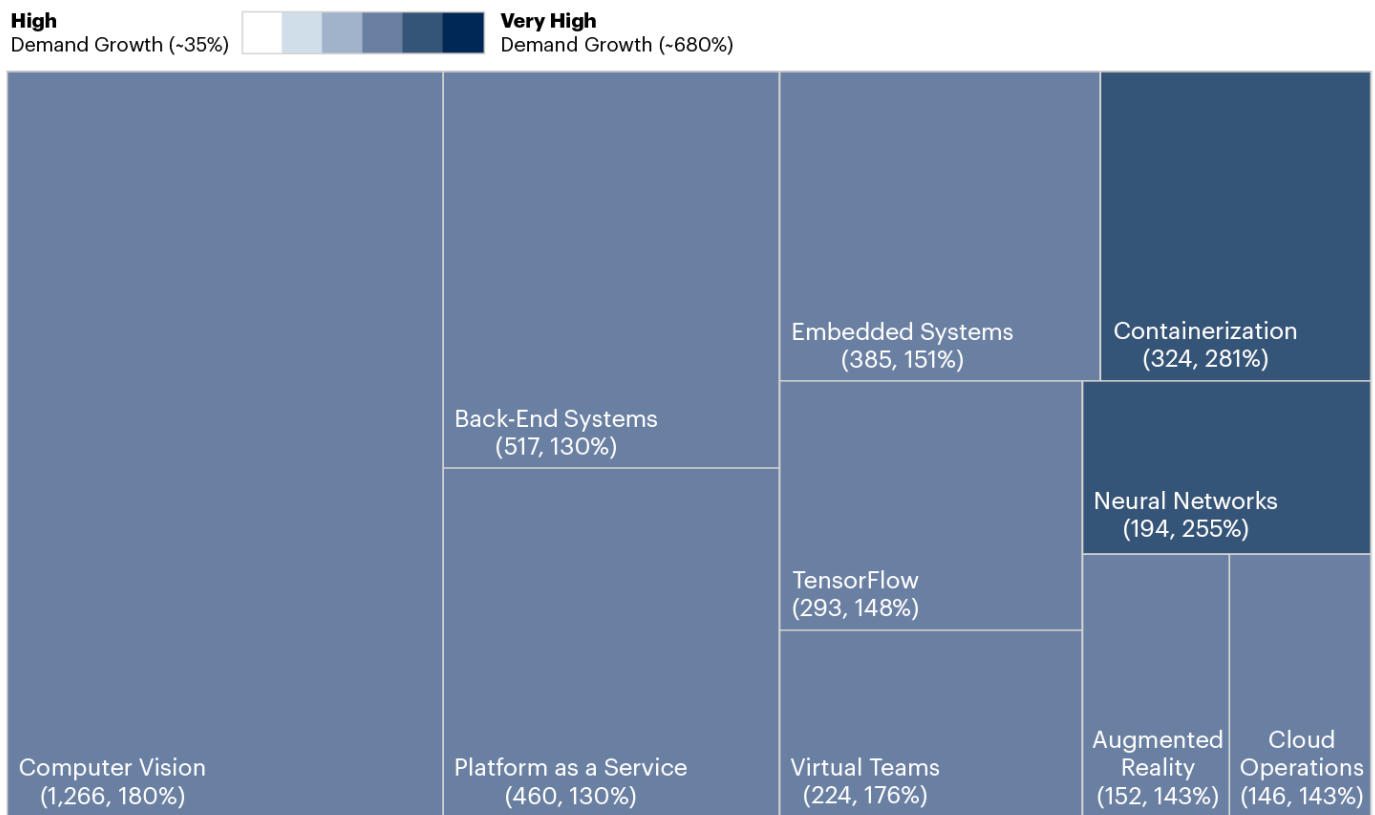 High
Demand Growth (~35%)
Very High
Demand Growth (~680%)
Computer Vision
(1,266, 180%)
Back-End Systems
(517, 130%)
Platform as a Service
(460, 130%)
Embedded Systems
(385, 151%)
Containerization
(324, 281%)
TensorFlow
(293, 148%)
Neural Networks
(194, 255%)
Virtual Teams
(224, 176%)
Augmented
Reality
(152, 143%)
Cloud
Operations
(146, 143%)